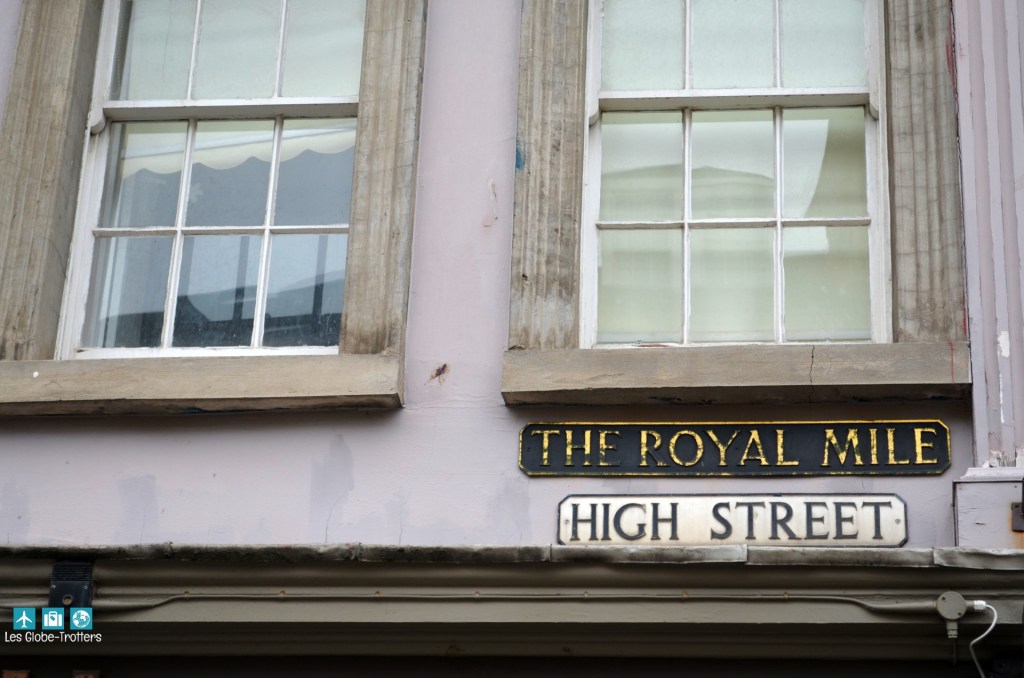 THE ROYAL MILE
HIGH STREET
Les Globe-Trotters